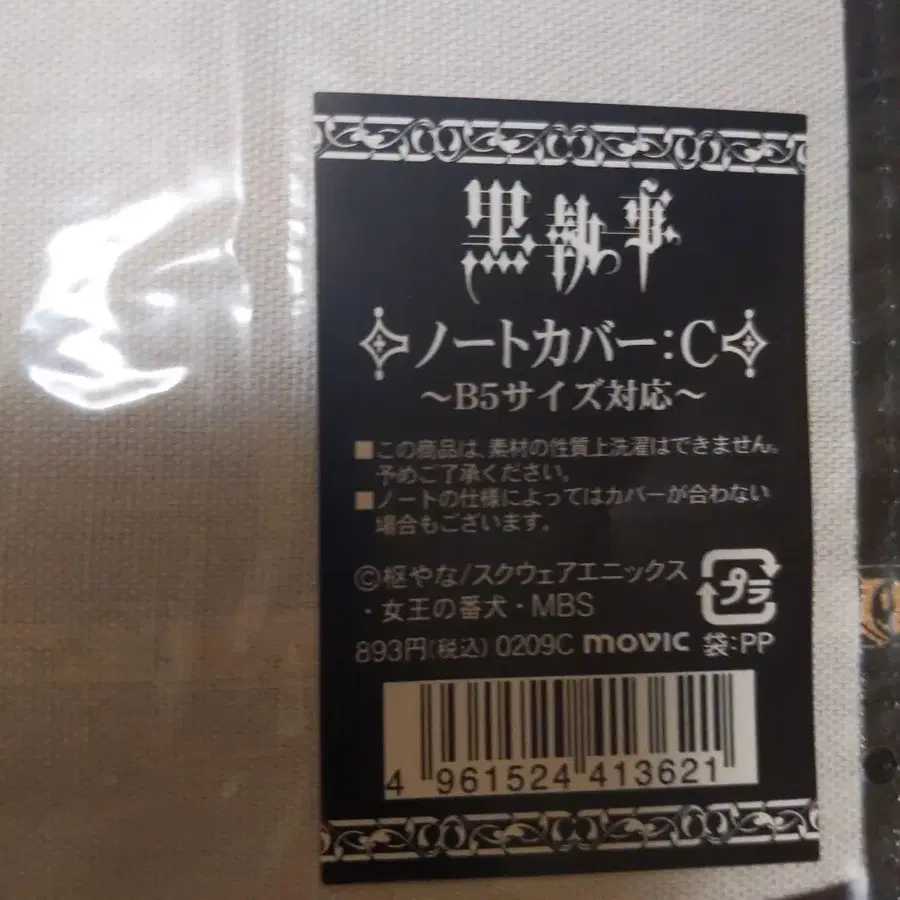 黒執事
ノートカバー:C
～B5サイズ対応～
■この商品は、素材の性質上洗濯はできません。
予めご了承ください。
■ノートの仕様によってはカバーが合わない
場合もございます。
©枢やな/スクウェアエニックス
・女王の番犬・MBS
893円(税込) 0209C movic 袋:PP
プラ
4 961524 413621